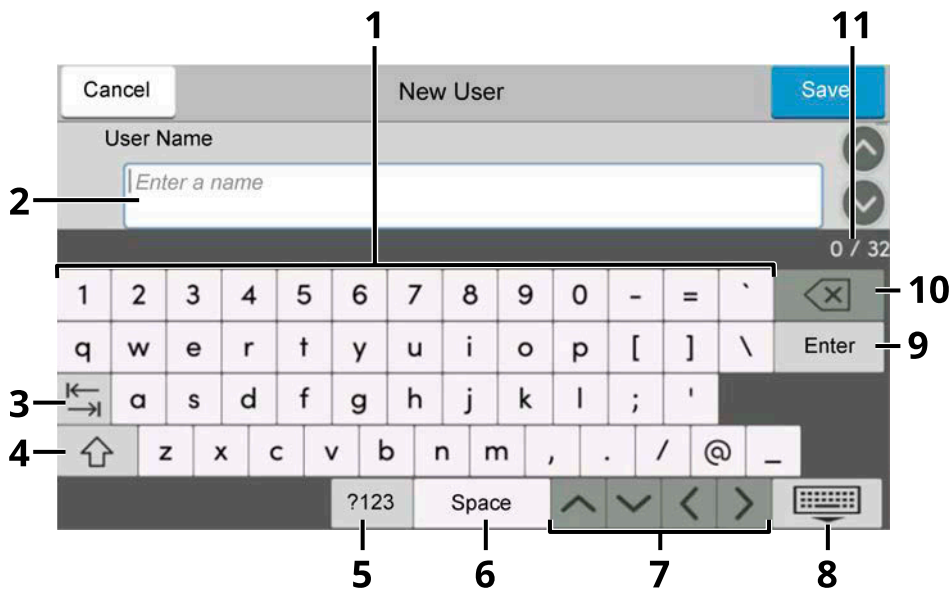 1 11
Cancel New User Save
User Name
2 Enter a name
0 / 32
1 2 3 4 5 6 7 8 9 0 - = ` 10
q w e r t y u i o p [ ] \ Enter 9
3 a s d f g h j k l ; '
4 z x c v b n m , . / @ _
?123 Space
5 6 7 8